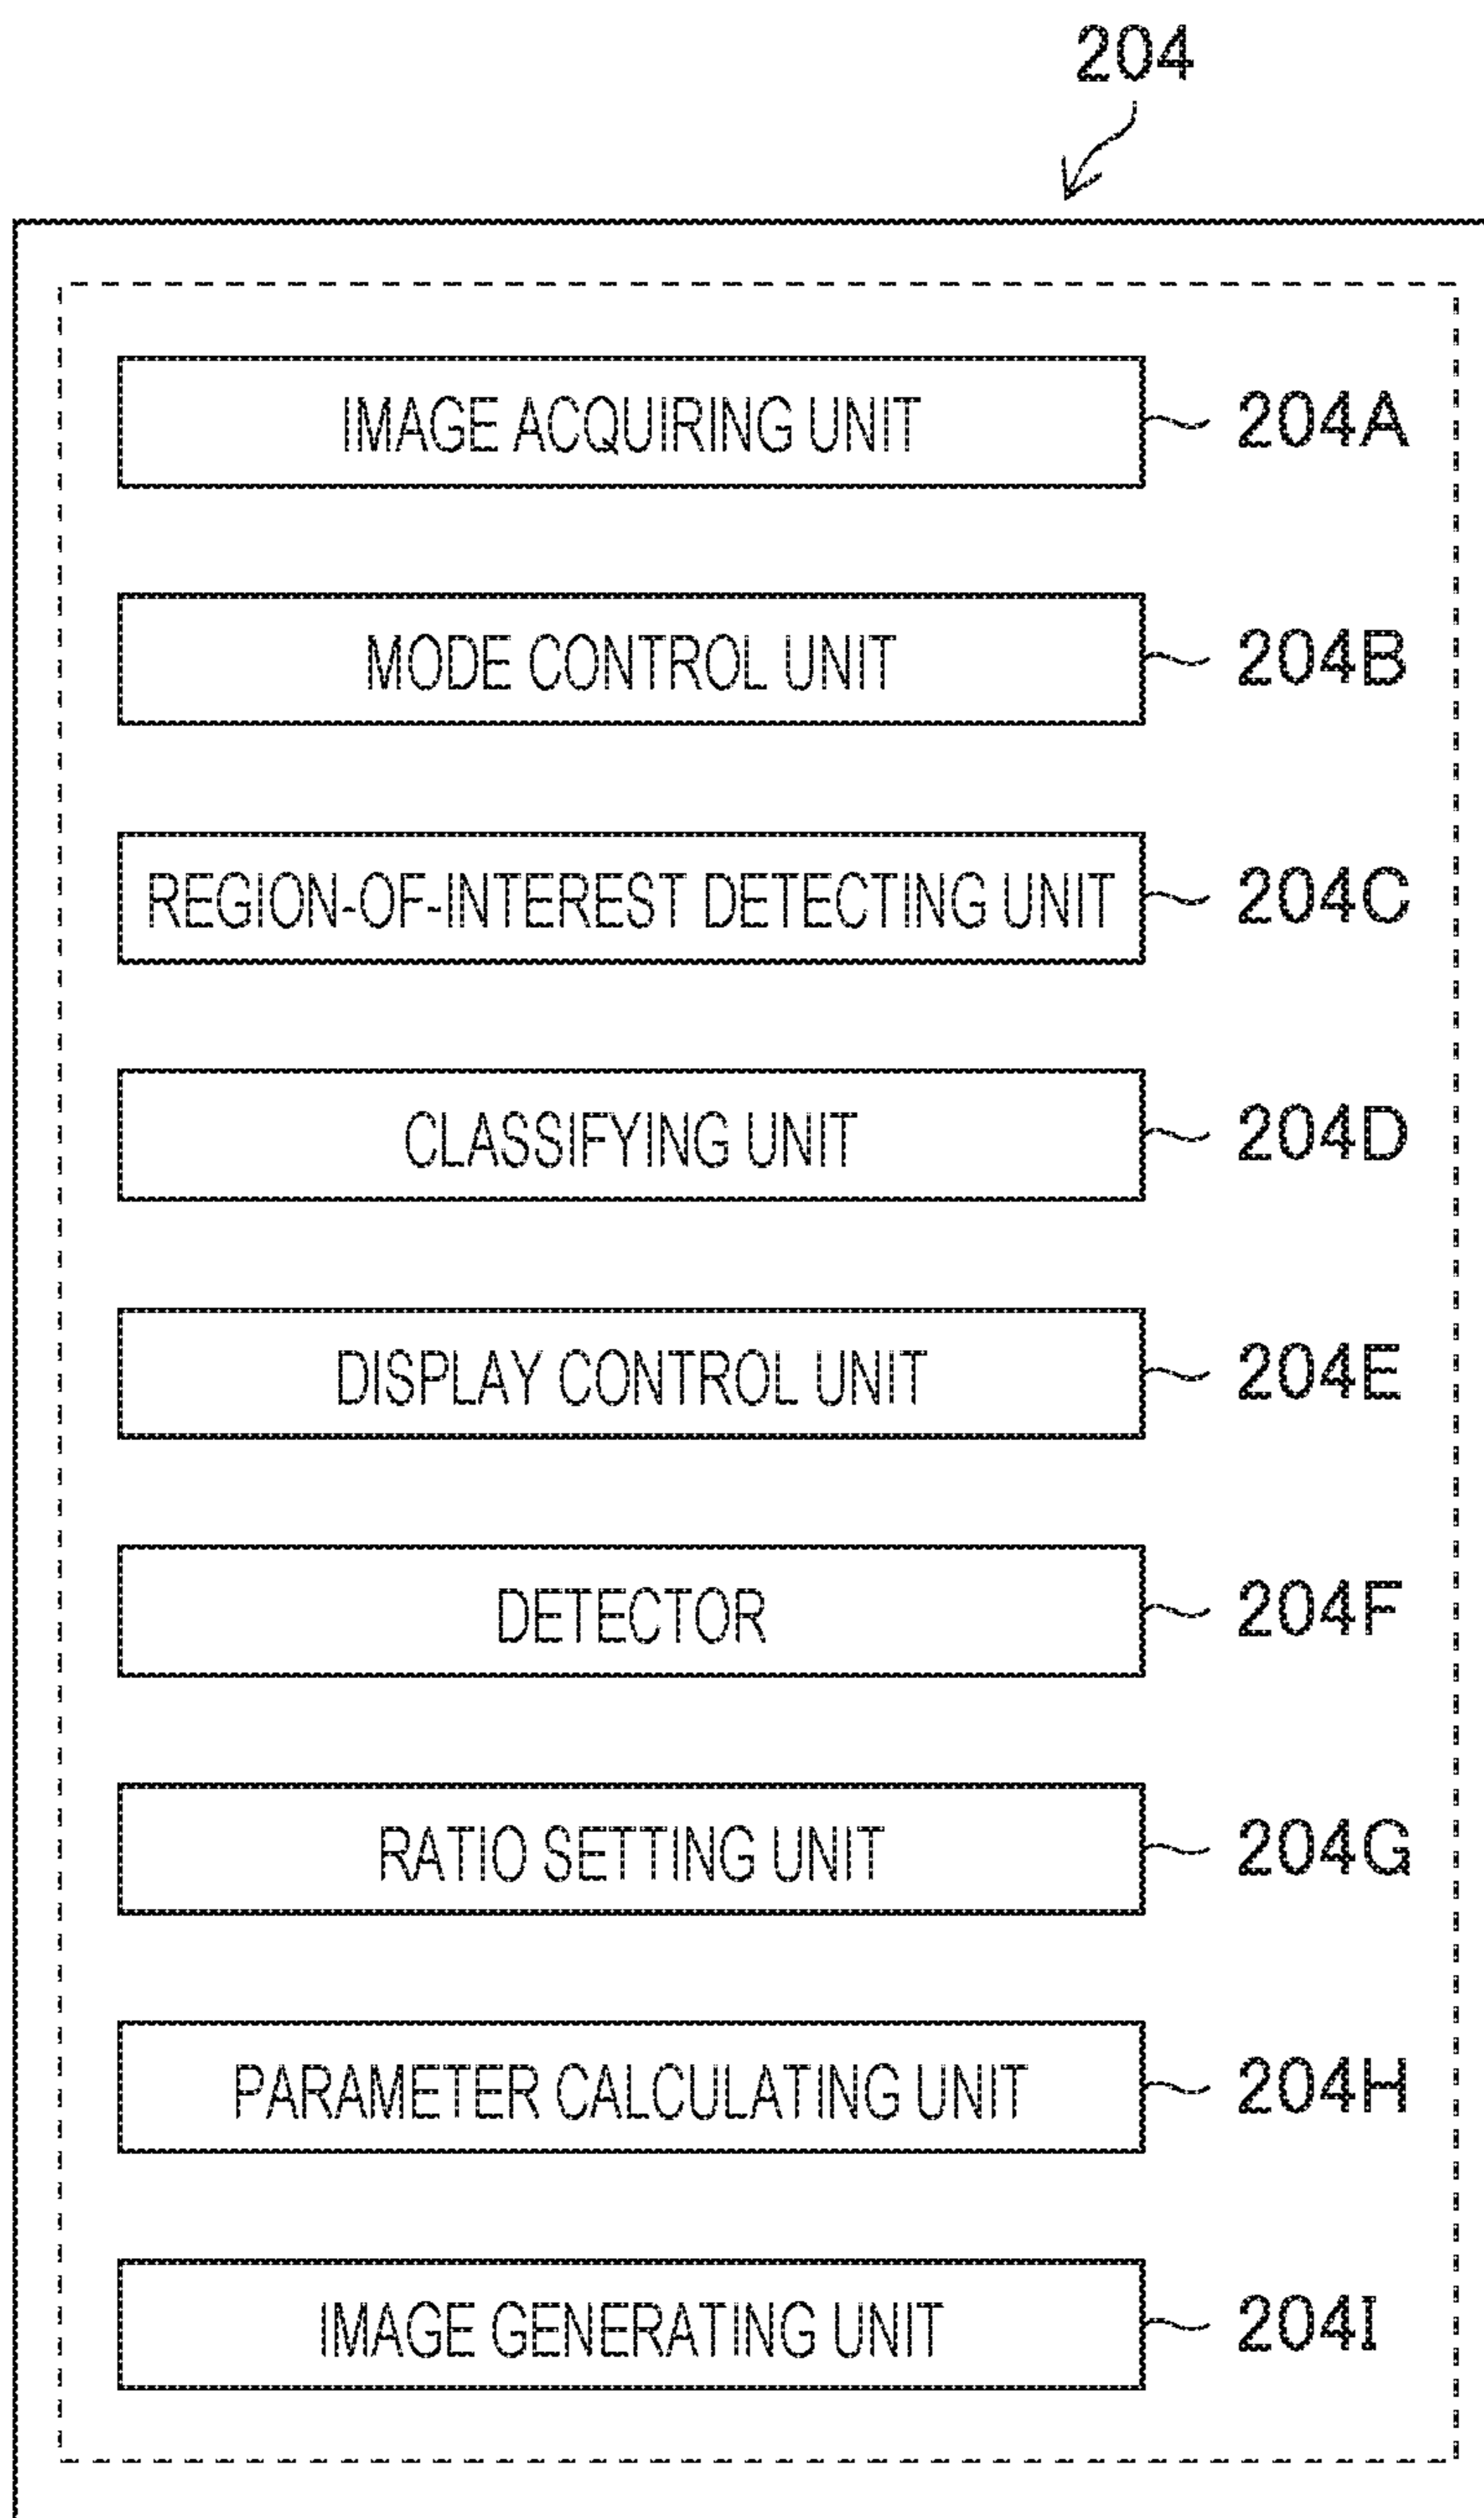 204
IMAGE ACQUIRING UNIT 204A
MODE CONTROL UNIT 204B
REGION-OF-INTEREST DETECTING UNIT 204C
CLASSIFYING UNIT 204D
DISPLAY CONTROL UNIT 204E
DETECTOR 204F
RATIO SETTING UNIT 204G
PARAMETER CALCULATING UNIT 204H
IMAGE GENERATING UNIT 204I